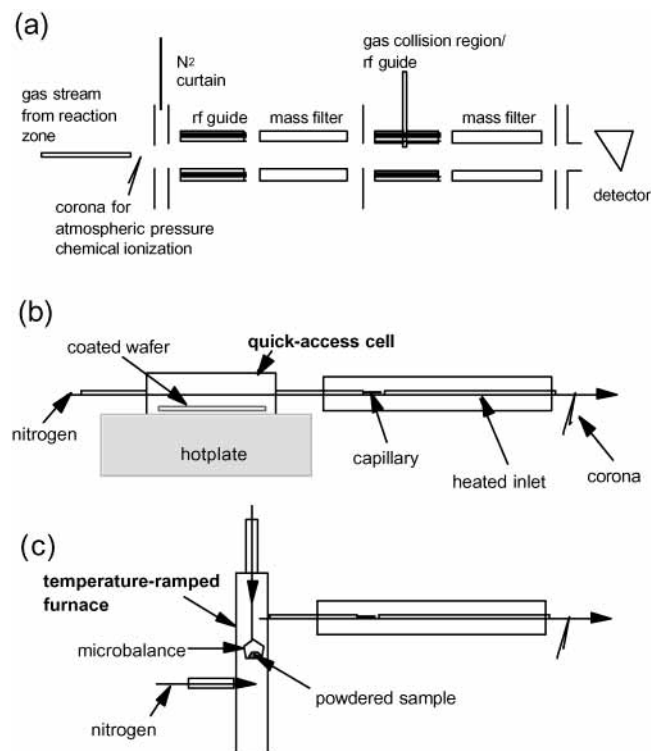 (a)
N2
curtain
gas collision region/
rf guide
gas stream
from reaction
zone
rf guide
mass filter
mass filter
corona for
atmospheric pressure
chemical ionization
detector
(b)
coated wafer
quick-access cell
nitrogen
hotplate
capillary
heated inlet
corona
(c)
temperature-ramped
furnace
microbalance
powdered sample
nitrogen